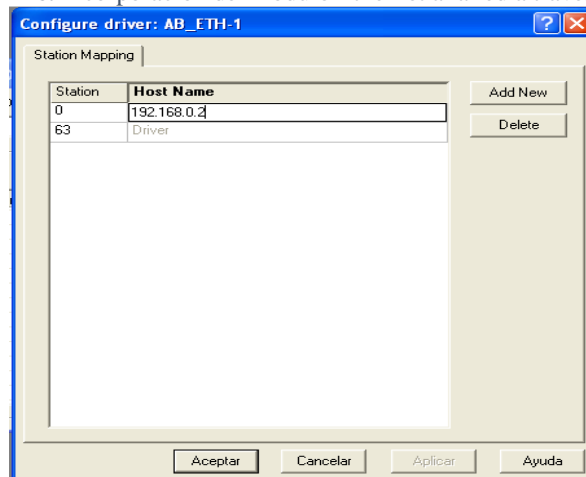 Configure driver: AB_ETH-1
Station Mapping
Station Host Name
0 192.168.0.2
63 Driver
Add New
Delete
Aceptar Cancelar Aplicar Ayuda